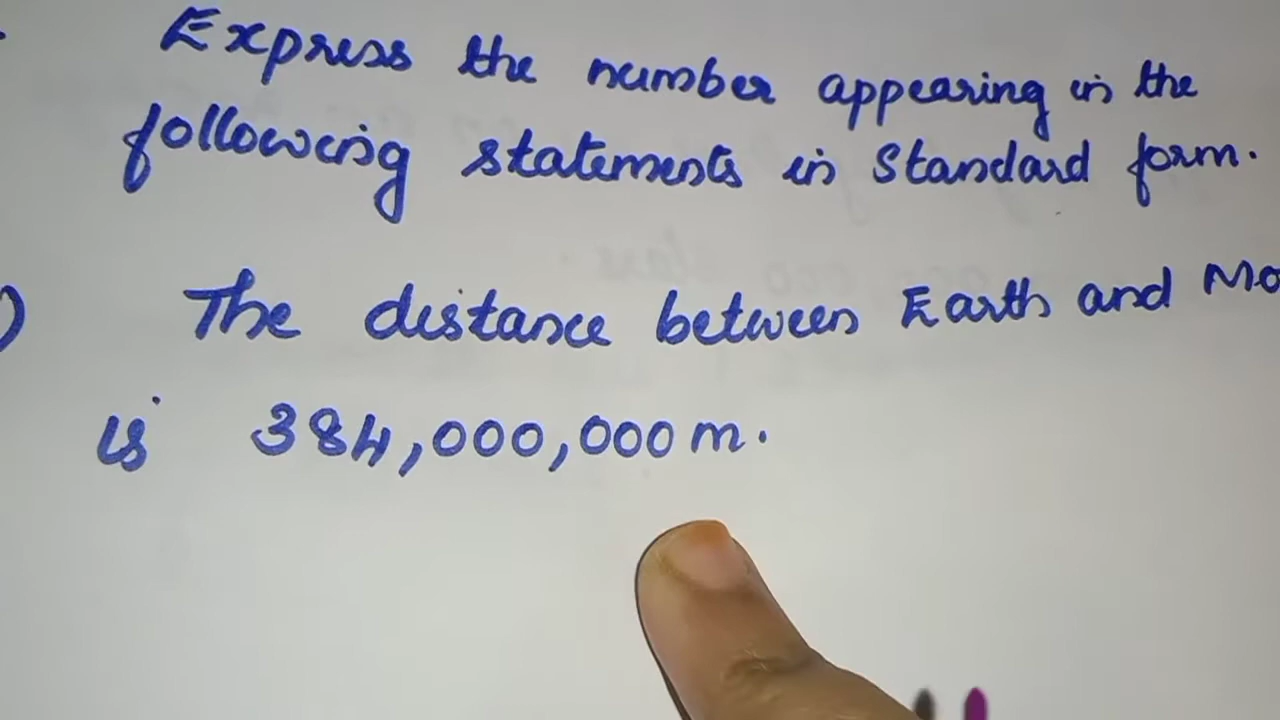 Express the number appearing in the
following statements in Standard form.
) The distance between Earth and Mo
is 384,000,000 m.